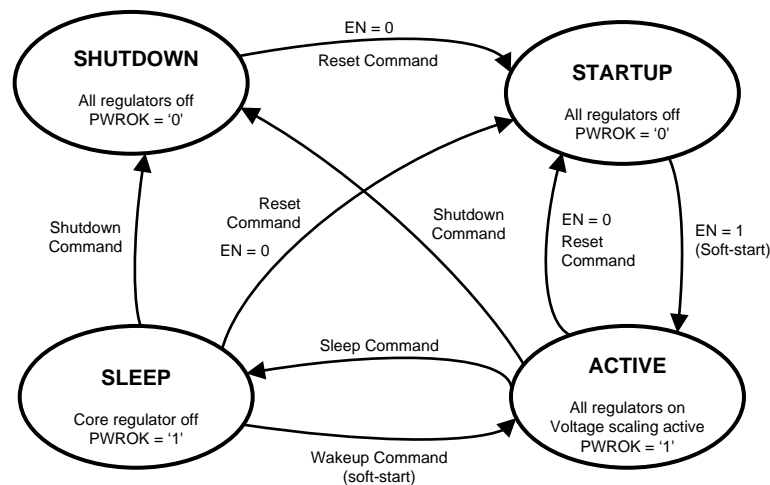 EN = 0
Reset Command
SHUTDOWN
All regulators off
PWROK = '0'
STARTUP
All regulators off
PWROK = '0'
Shutdown
Command
Reset
Command
EN = 0
Shutdown
Command
EN = 0
Reset
Command
EN = 1
(Soft-start)
Sleep Command
SLEEP
Core regulator off
PWROK = '1'
ACTIVE
All regulators on
Voltage scaling active
PWROK = '1'
Wakeup Command
(soft-start)